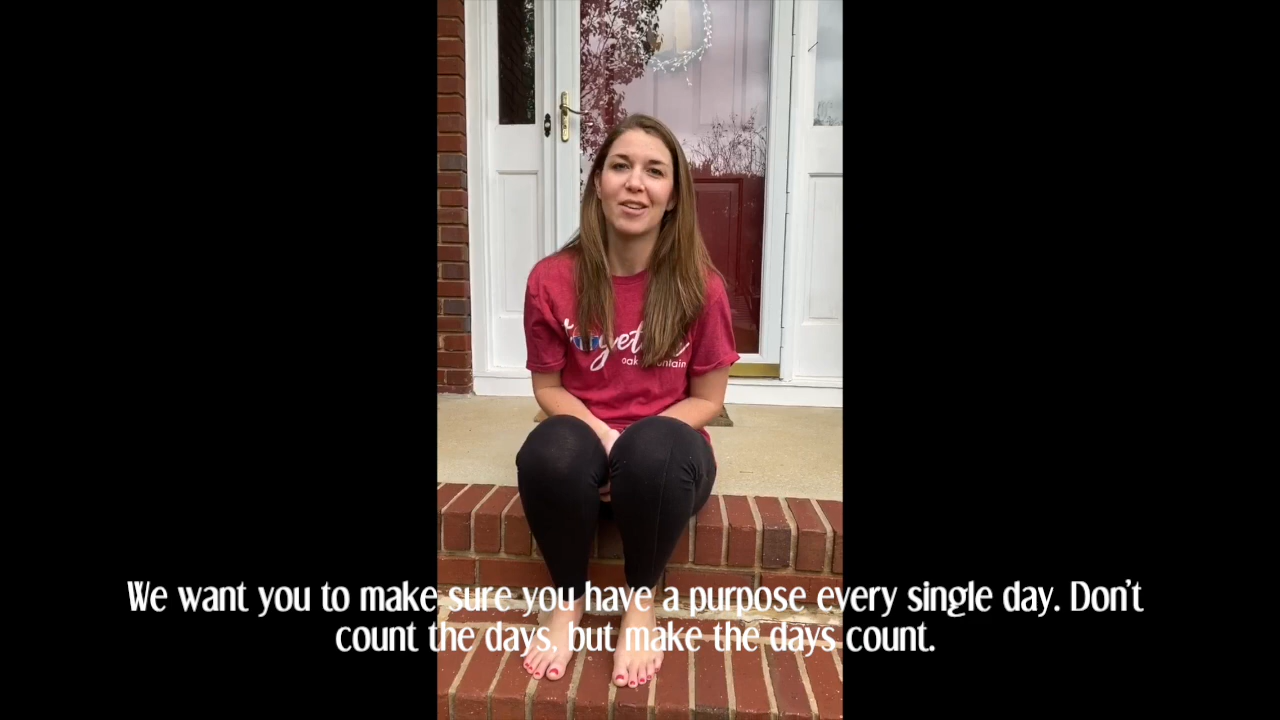 We want you to make sure you have a purpose every single day. Don't
count the days, but make the days count.